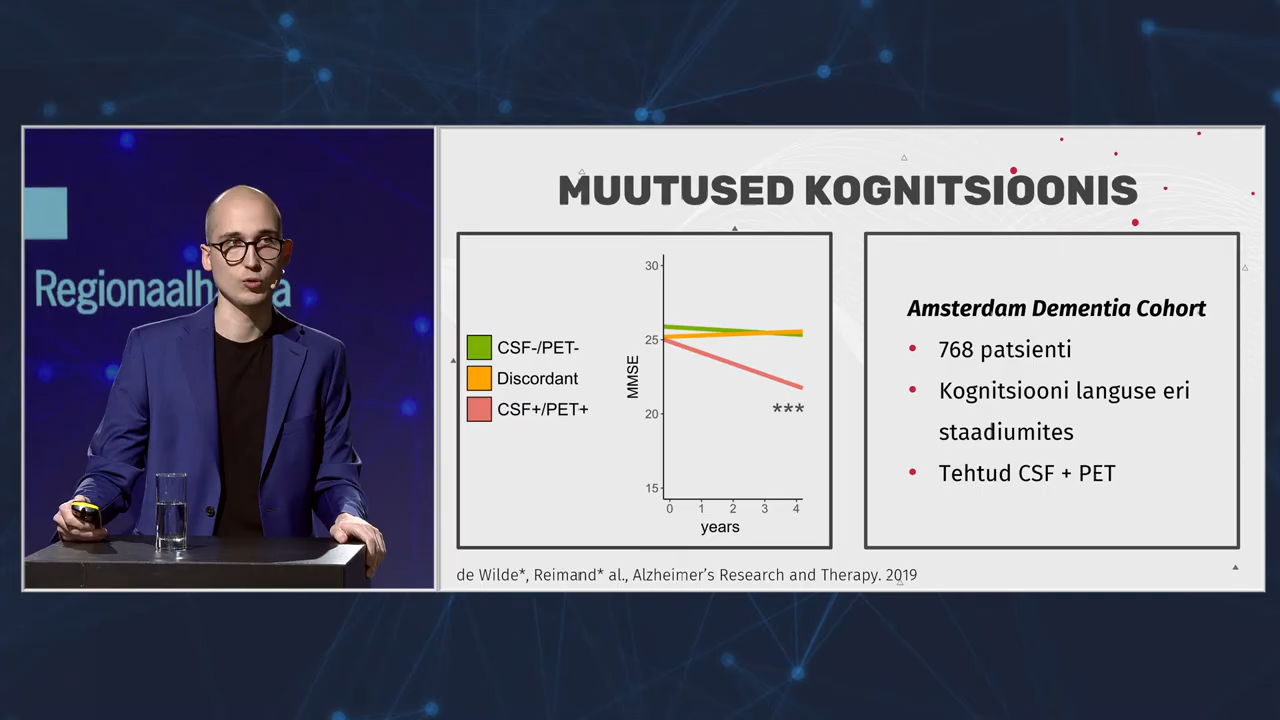 MUUTUSED KOGNITSIOONIS
CSF-/PET-
Discordant
CSF+/PET+
MMSE
30
25
20
15
***
0 1 2 3 4
years
Amsterdam Dementia Cohort
• 768 patsienti
• Kognitsiooni languse eri
staadiumites
• Tehtud CSF + PET
de Wilde*, Reimand* al., Alzheimer's Research and Therapy. 2019